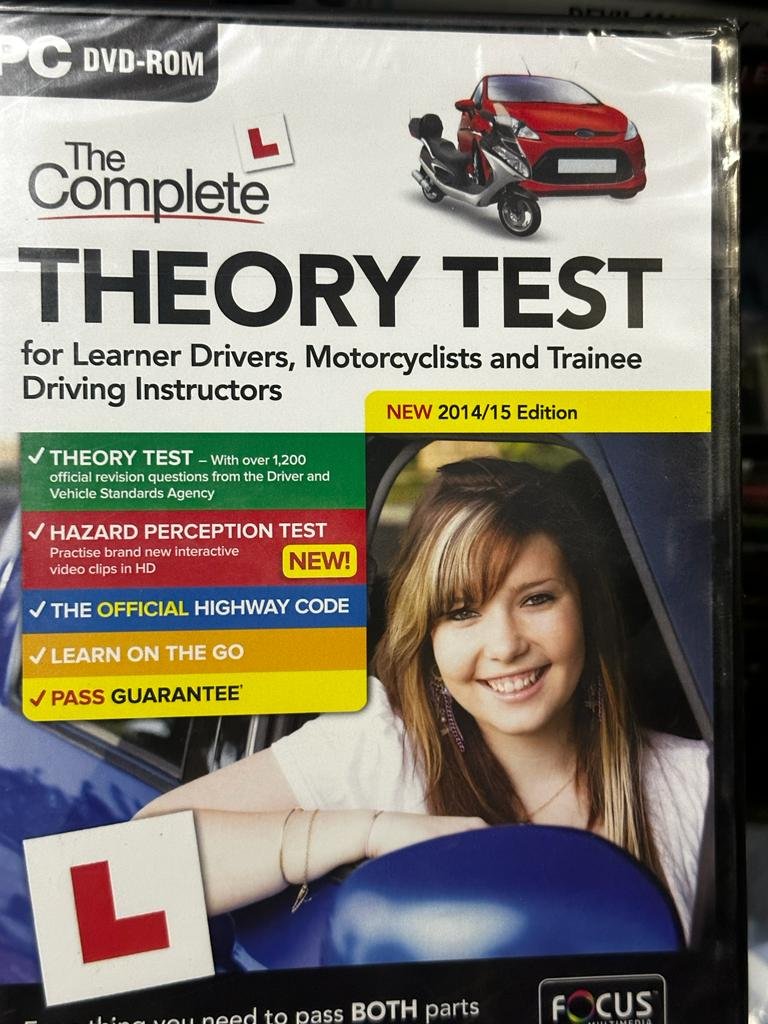 PC DVD-ROM
L
The
Complete
THEORY TEST
for Learner Drivers, Motorcyclists and Trainee
Driving Instructors
NEW 2014/15 Edition
✓ THEORY TEST – With over 1,200
official revision questions from the Driver and
Vehicle Standards Agency
✓ HAZARD PERCEPTION TEST
Practise brand new interactive
video clips in HD
NEW!
✓ THE OFFICIAL HIGHWAY CODE
✓ LEARN ON THE GO
✓ PASS GUARANTEE†
L
you need to pass BOTH parts
FOCUS™
MULTIMEDIA